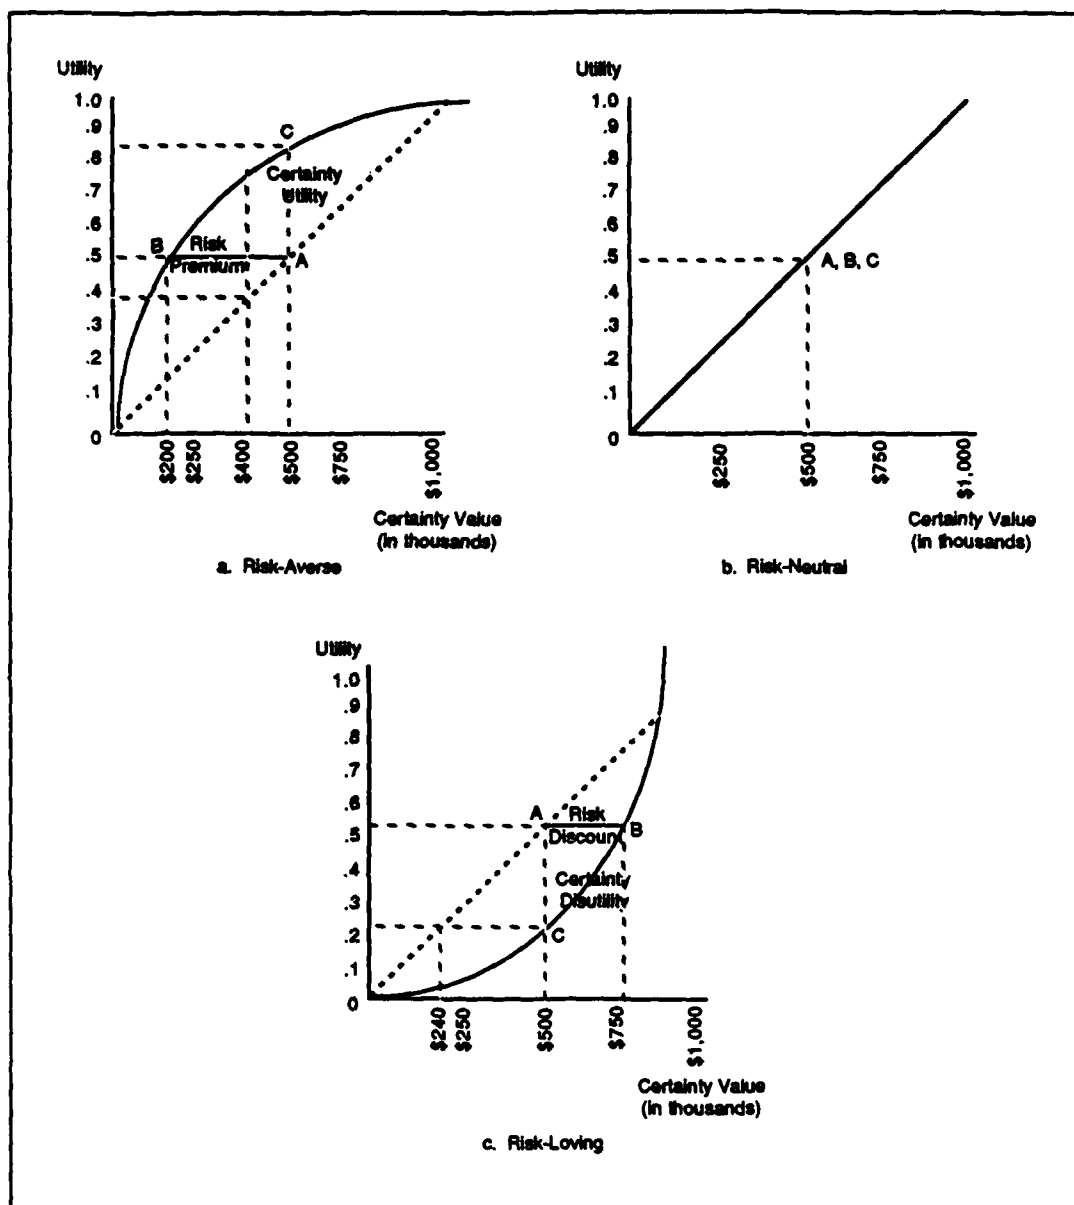 Utility
1.0
.9
.8
.7
.6
.5
.4
.3
.2
.1
0
C
Certainty
Utility
B
Risk
Premium
A
$200
$250
$400
$500
$750
$1,000
Certainty Value
(in thousands)
a. Risk-Averse
Utility
1.0
.9
.8
.7
.6
.5
.4
.3
.2
.1
0
A, B, C
$250
$500
$750
$1,000
Certainty Value
(in thousands)
b. Risk-Neutral
Utility
1.0
.9
.8
.7
.6
.5
.4
.3
.2
.1
0
A
Risk
Discoun
B
Certainty
Disutility
C
$240
$250
$500
$750
$1,000
Certainty Value
(in thousands)
c. Risk-Loving